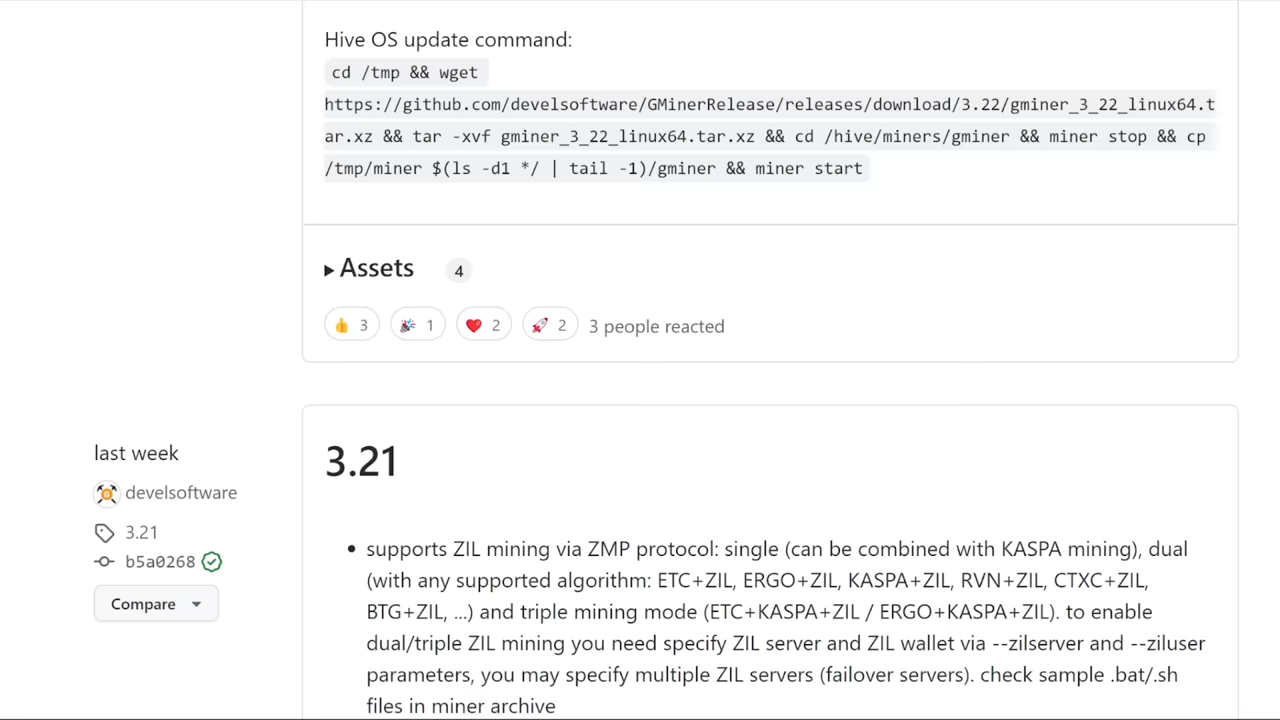 Hive OS update command:
cd /tmp && wget
https://github.com/develsoftware/GMinerRelease/releases/download/3.22/gminer_3_22_linux64.t
ar.xz && tar -xvf gminer_3_22_linux64.tar.xz && cd /hive/miners/gminer && miner stop && cp
/tmp/miner $(ls -d1 */ | tail -1)/gminer && miner start
Assets 4
3 1 2 2 3 people reacted
last week
develsoftware
3.21
b5a0268
Compare
3.21
• supports ZIL mining via ZMP protocol: single (can be combined with KASPA mining), dual
(with any supported algorithm: ETC+ZIL, ERGO+ZIL, KASPA+ZIL, RVN+ZIL, CTXC+ZIL,
BTG+ZIL, ...) and triple mining mode (ETC+KASPA+ZIL / ERGO+KASPA+ZIL). to enable
dual/triple ZIL mining you need specify ZIL server and ZIL wallet via --zilserver and --ziluser
parameters, you may specify multiple ZIL servers (failover servers). check sample .bat/.sh
files in miner archive